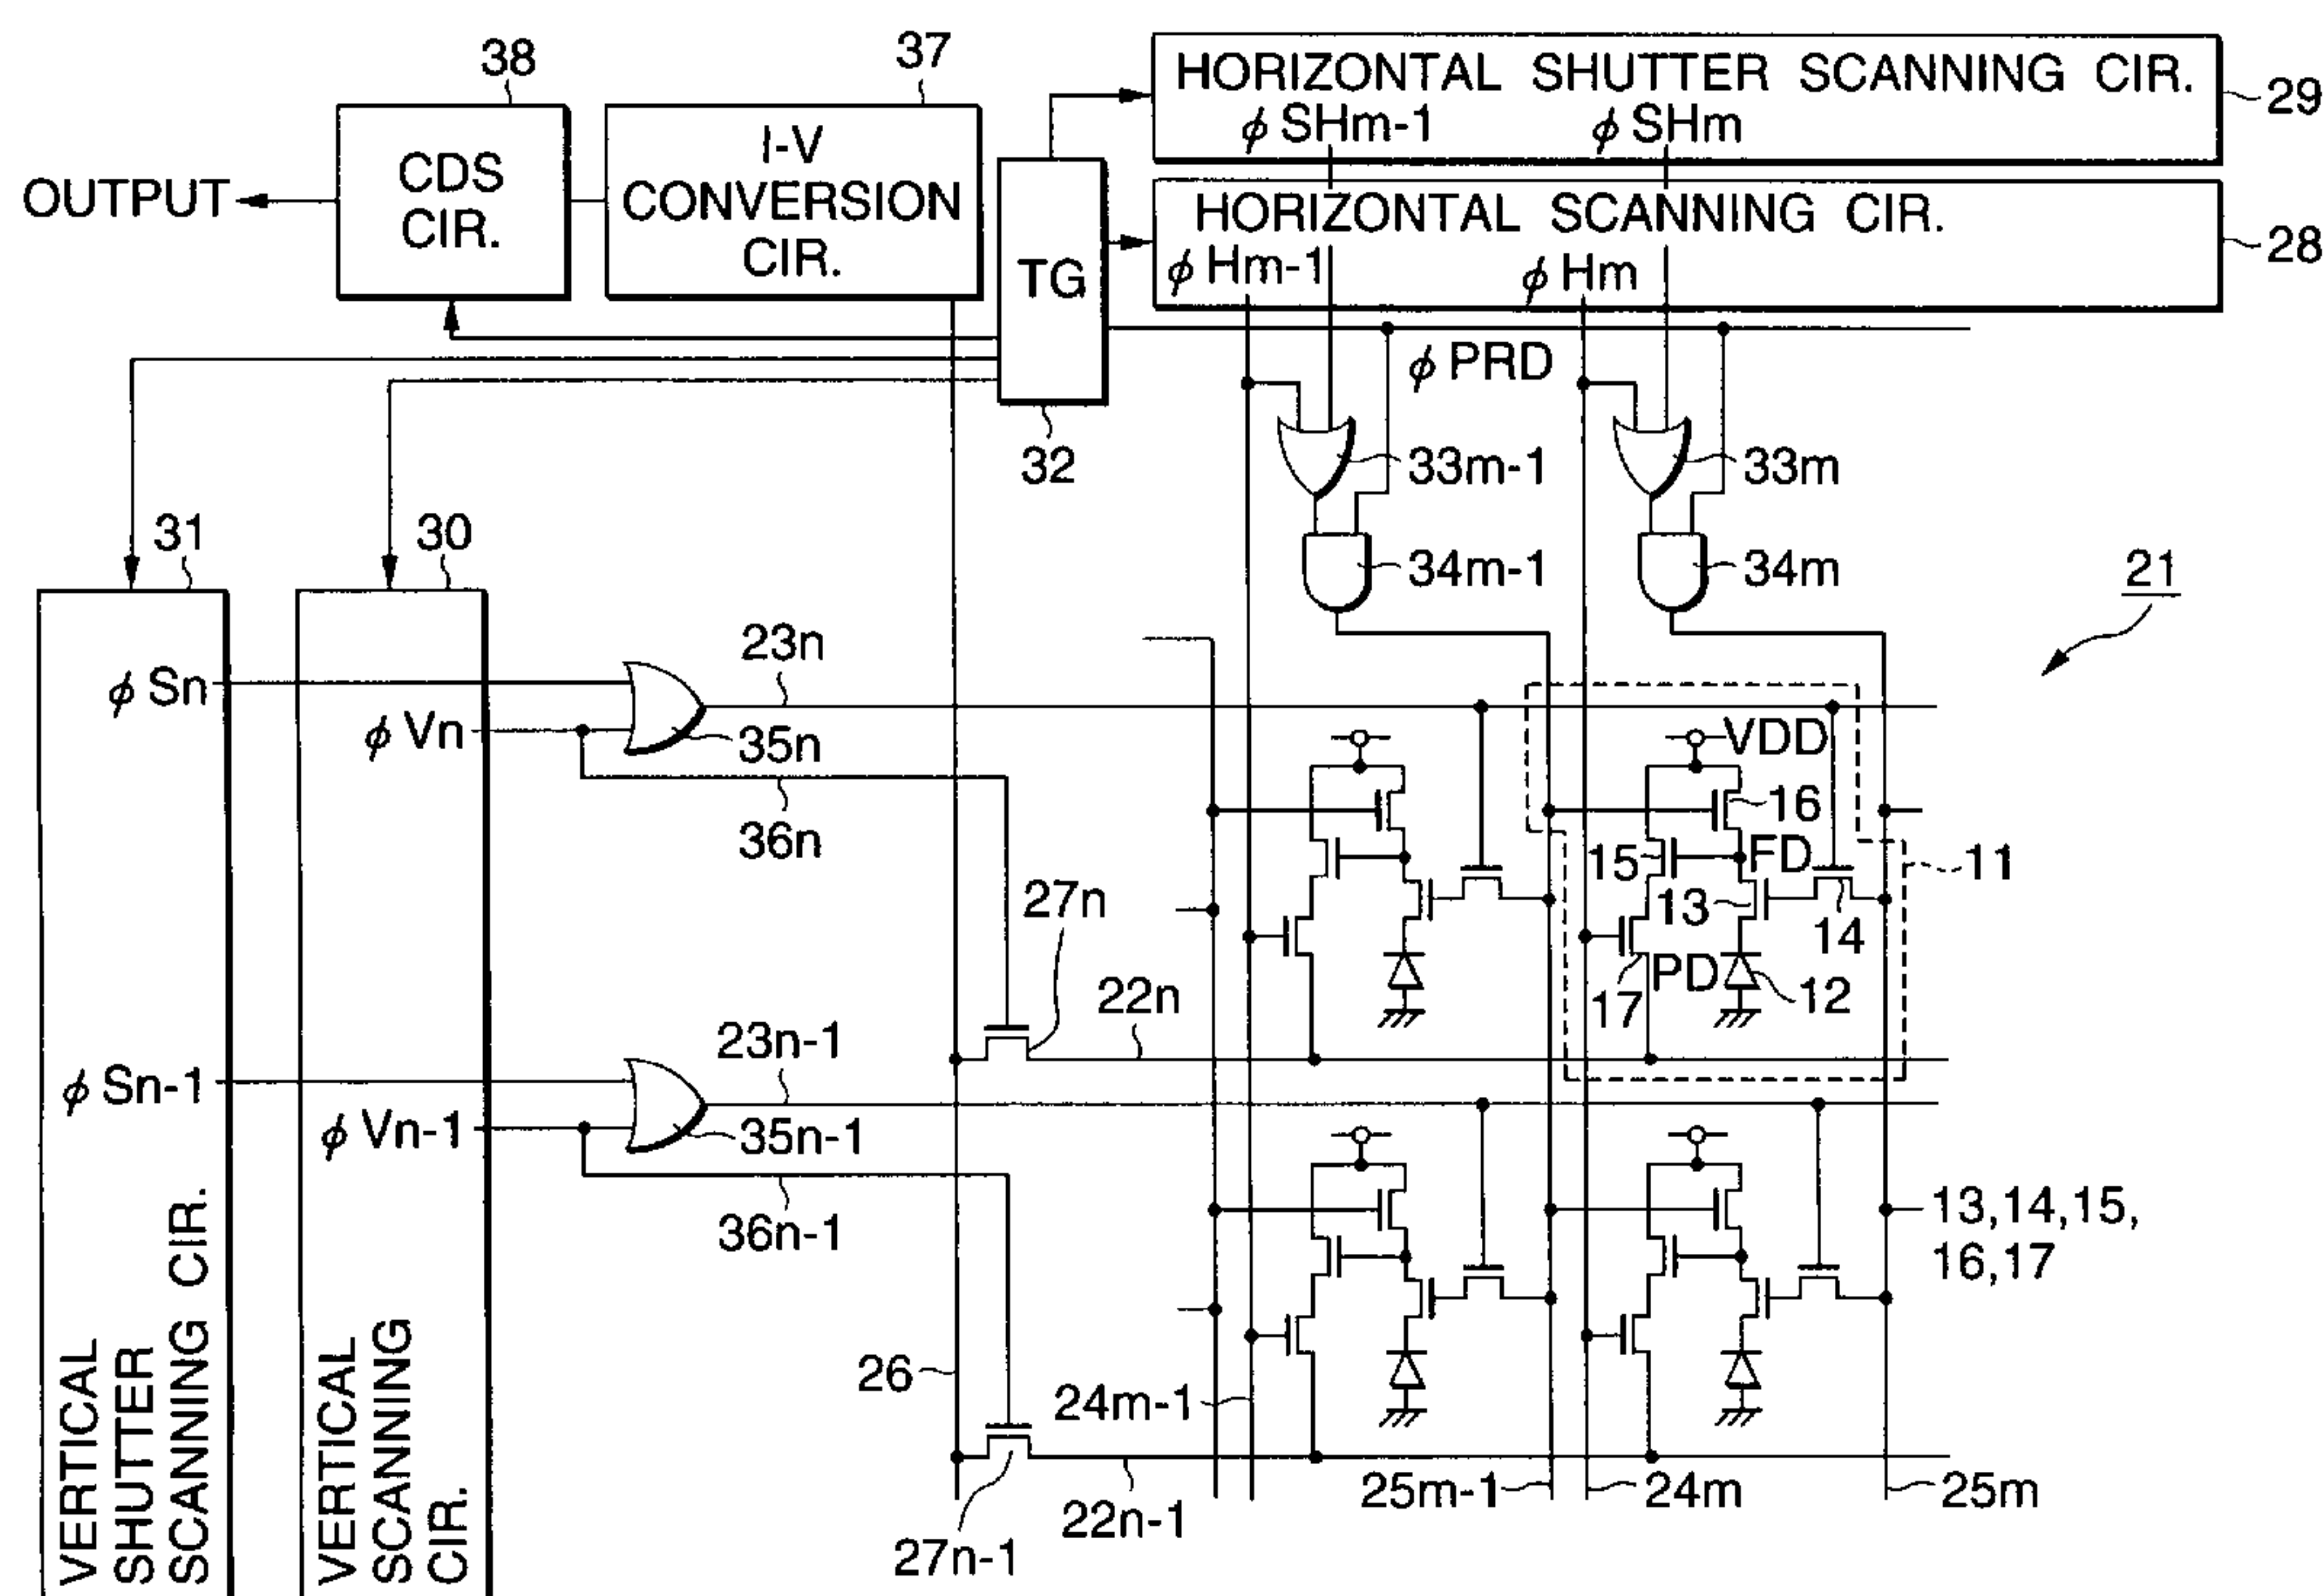 38
37
HORIZONTAL SHUTTER SCANNING CIR.
ϕ SHm-1
ϕ SHm
29
I-V
CONVERSION
CIR.
CDS
CIR.
OUTPUT
TG
HORIZONTAL SCANNING CIR.
ϕ Hm-1
ϕ Hm
28
ϕ PRD
32
33m-1
33m
34m-1
34m
31
30
21
23n
ϕ Sn
ϕ Vn
35n
36n
VDD
16
15
FD
11
13
14
27n
PD
17
12
22n
23n-1
ϕ Sn-1
ϕ Vn-1
35n-1
36n-1
13,14,15,
16,17
26
24m-1
25m-1
24m
25m
22n-1
27n-1
VERTICAL
SHUTTER
SCANNING CIR.
VERTICAL
SCANNING
CIR.